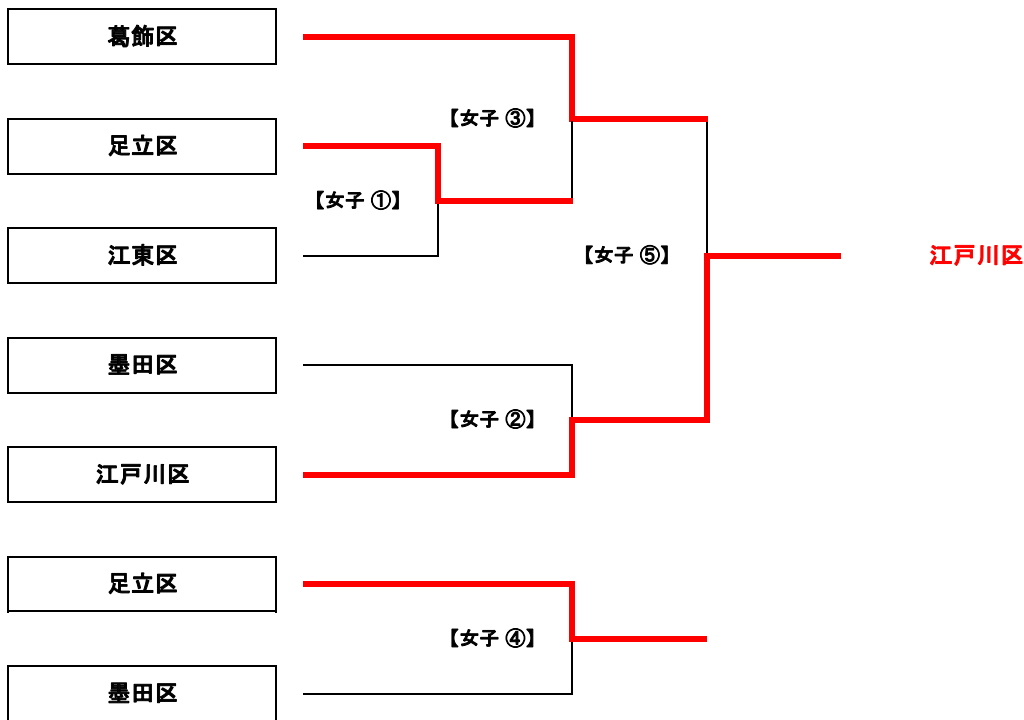 葛飾区
【女子 ③】
足立区
【女子 ①】
江東区
【女子 ⑤】
江戸川区
墨田区
【女子 ②】
江戸川区
足立区
【女子 ④】
墨田区